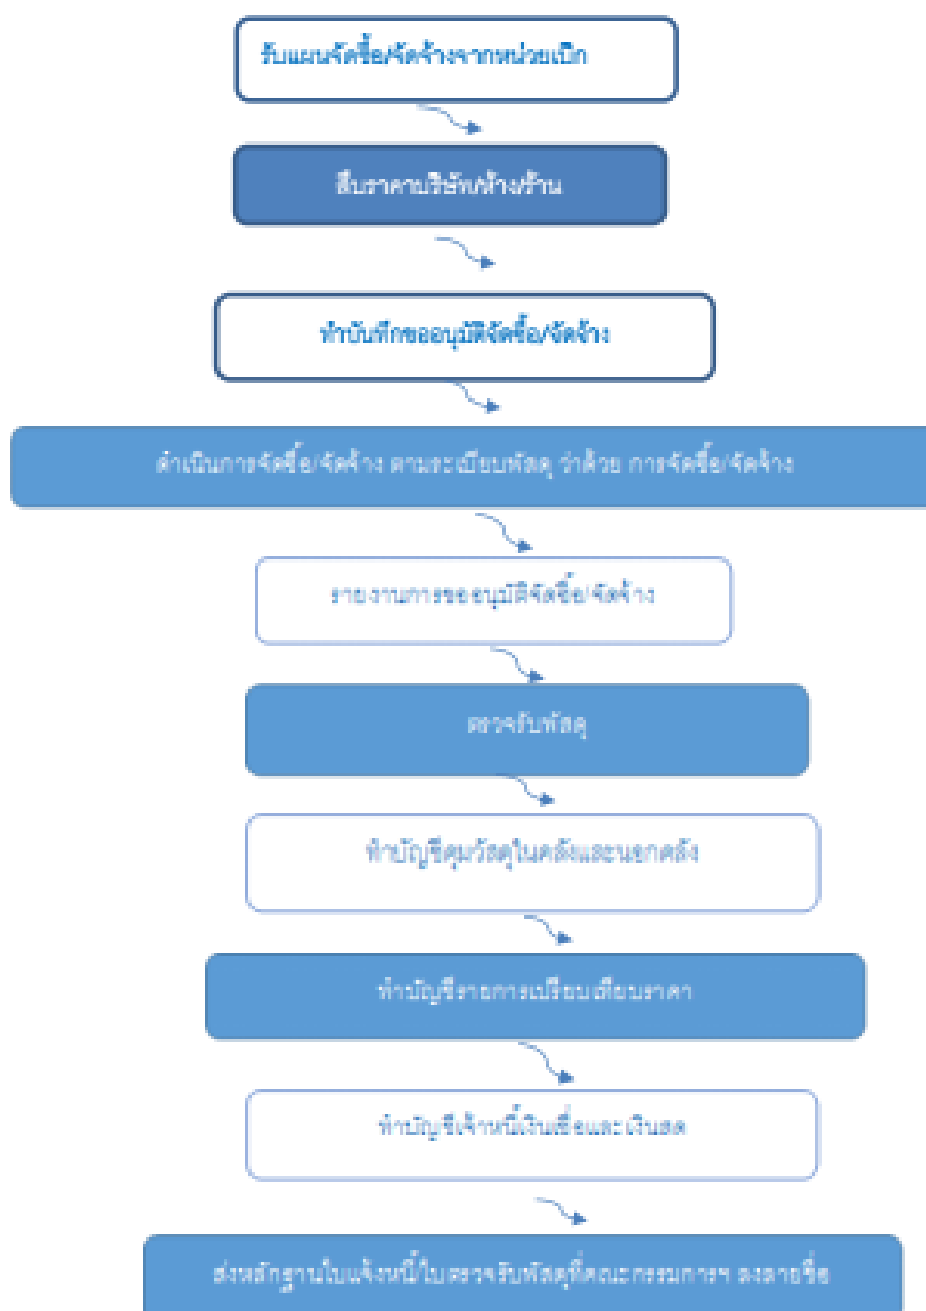 รับแผนจัดซื้อ/จัดจ้างจากหน่วยเบิก
สืบราคาบริษัท/ห้าง/ร้าน
ทำบันทึกขออนุมัติจัดซื้อ/จัดจ้าง
ดำเนินการจัดซื้อ/จัดจ้าง ตามระเบียบพัสดุ ว่าด้วย การจัดซื้อ/จัดจ้าง
รายงานการขออนุมัติจัดซื้อ/จัดจ้าง
ตรวจรับพัสดุ
ทำบัญชีคุมวัสดุในคลังและนอกคลัง
ทำบัญชีรายการเปรียบเทียบราคา
ทำบัญชีเจ้าหนี้เงินเชื่อและเงินสด
ส่งหลักฐานใบแจ้งหนี้/ใบตรวจรับพัสดุที่คณะกรรมการฯ ลงลายชื่อ